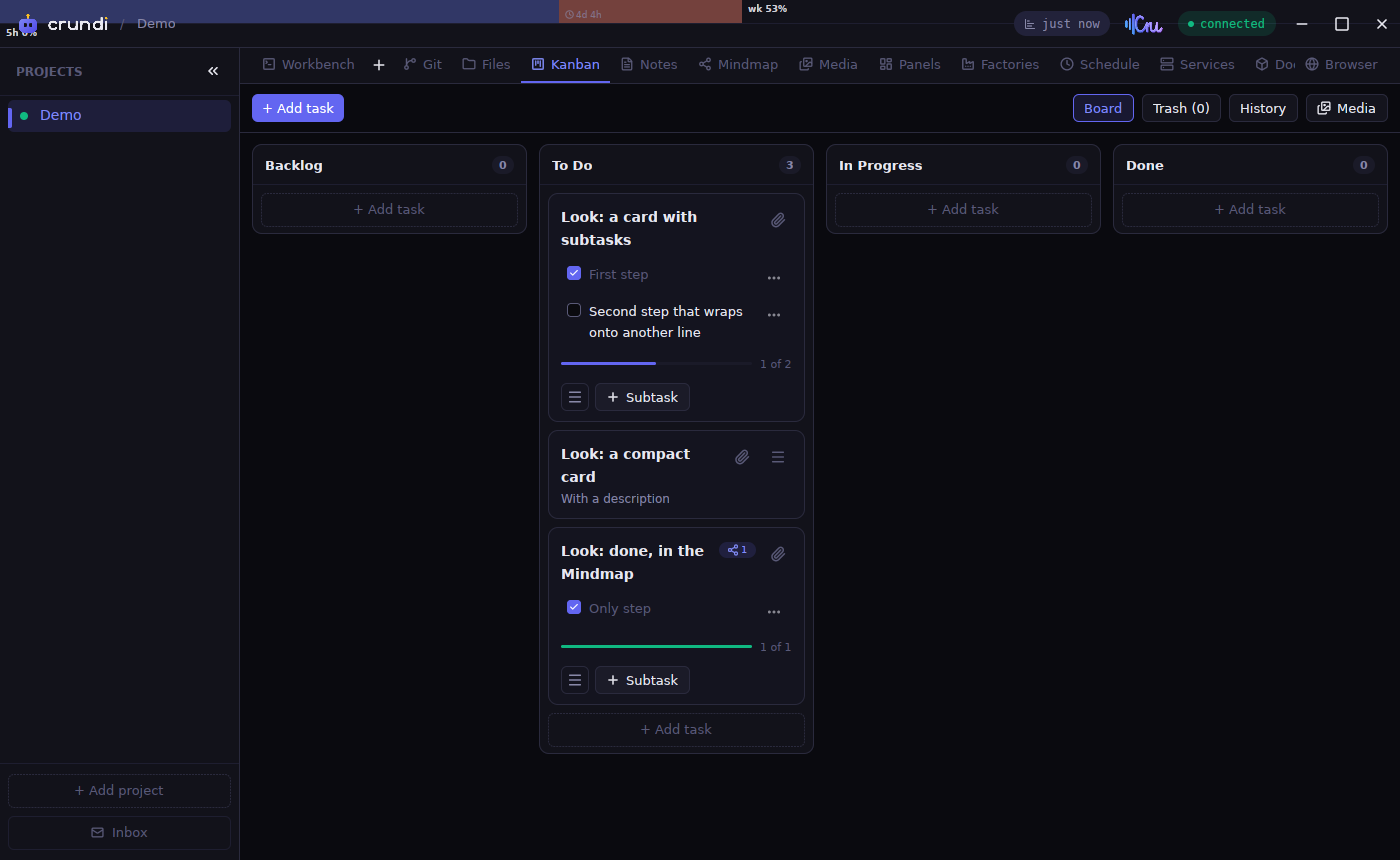 4d 4h
wk 53%
crundi / Demo
just now
Cru
connected
PROJECTS
Demo
Workbench
Git
Files
Kanban
Notes
Mindmap
Media
Panels
Factories
Schedule
Services
Doc
Browser
+ Add task
Board
Trash (0)
History
Media
Backlog 0
+ Add task
To Do 3
Look: a card with
subtasks
First step
Second step that wraps
onto another line
1 of 2
+ Subtask
Look: a compact
card
With a description
Look: done, in the
Mindmap
1
Only step
1 of 1
+ Subtask
+ Add task
In Progress 0
+ Add task
Done 0
+ Add task
+ Add project
Inbox